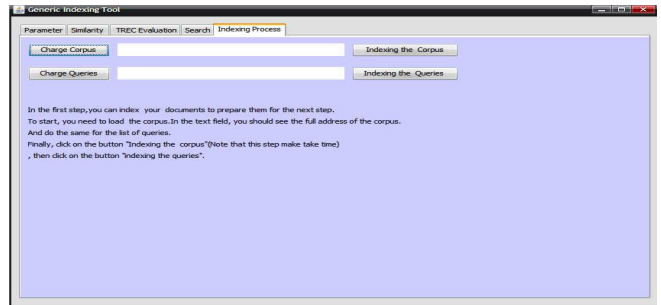 Generic Indexing Tool
Parameter Similarity TREC Evaluation Search Indexing Process
Charge Corpus Indexing the Corpus
Charge Queries Indexing the Queries
In the first step,you can index your documents to prepare them for the next step.
To start, you need to load the corpus.In the text field, you should see the full address of the corpus.
And do the same for the list of queries.
Finally, click on the button "Indexing the corpus"(Note that this step make take time)
, then click on the button "indexing the queries".